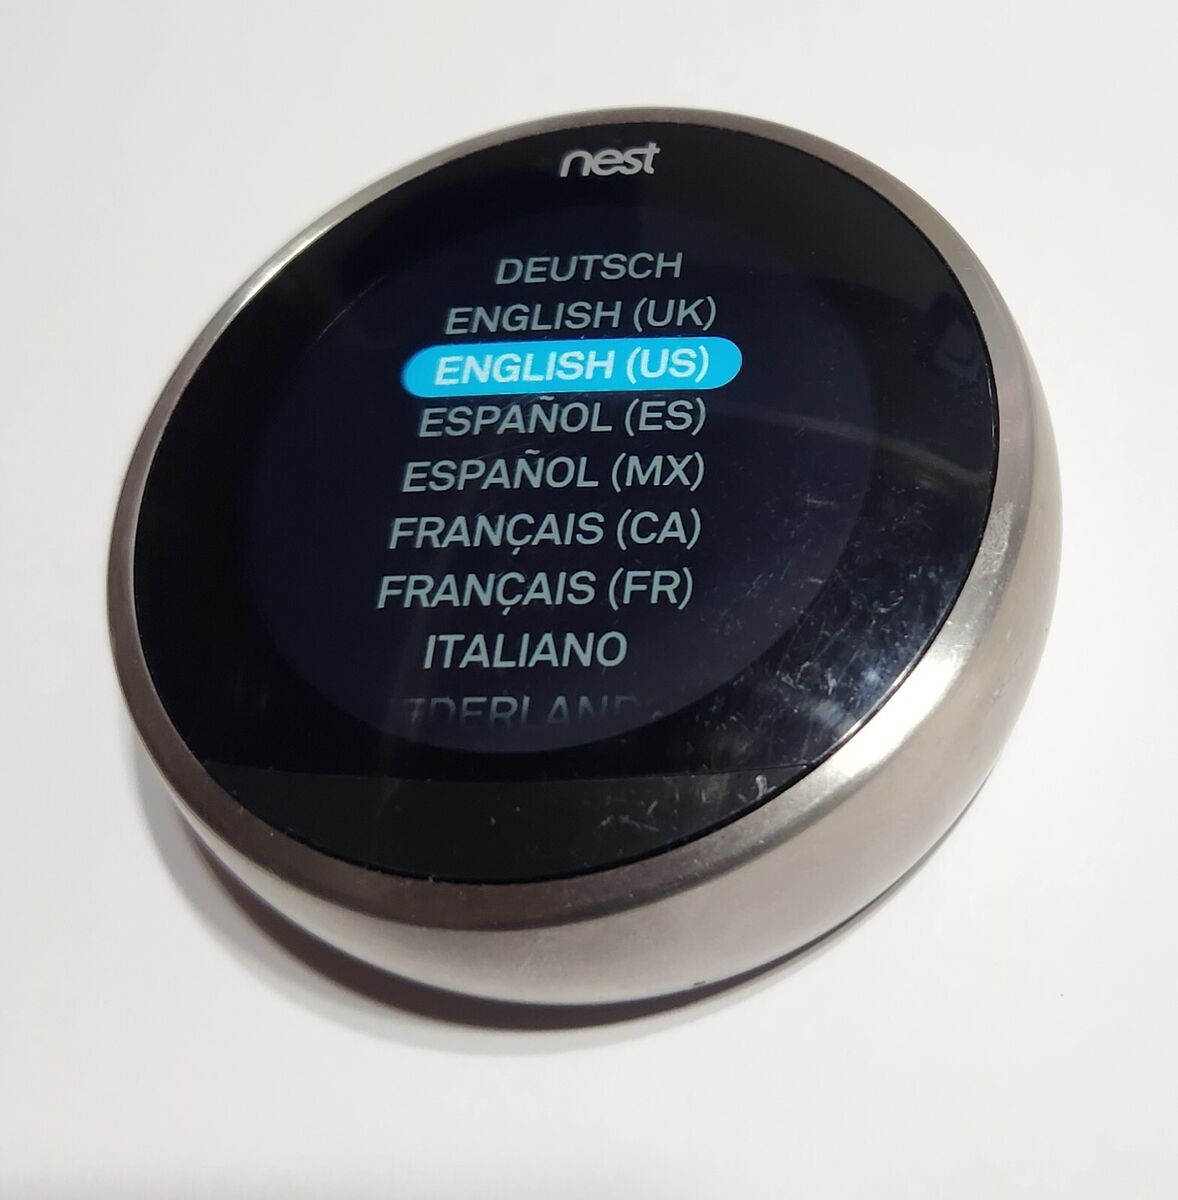 nest
DEUTSCH
ENGLISH (UK)
ENGLISH (US)
ESPAÑOL (ES)
ESPAÑOL (MX)
FRANÇAIS (CA)
FRANÇAIS (FR)
ITALIANO